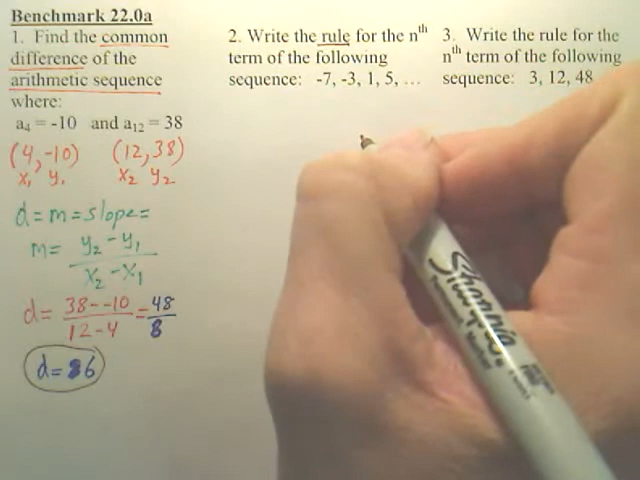 Benchmark 22.0a
1. Find the common
difference of the
arithmetic sequence
where:
a4 = -10 and a12 = 38
(4,-10) (12,38)
x1 y1 x2 y2
d = m = slope =
m = y2 - y1
x2 - x1
d = 38 - -10 = 48
12 - 4 8
d = 6
2. Write the rule for the nth
term of the following
sequence: -7, -3, 1, 5, …
3. Write the rule for the
nth term of the following
sequence: 3, 12, 48
Sharpie